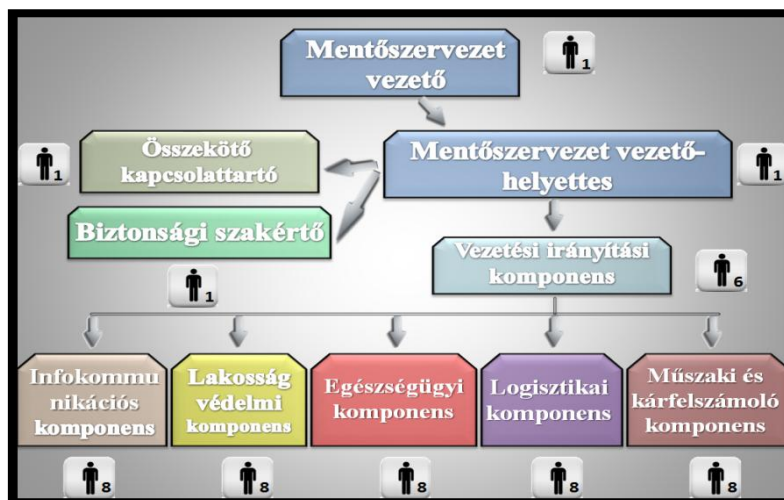 Mentőszervezet
vezető
1
Összekötő
kapcsolattartó
1
Mentőszervezet vezető-
helyettes
1
Biztonsági szakértő
1
Vezetési irányítási
komponens
6
Infokommu
nikációs
komponens
8
Lakosság
védelmi
komponens
8
Egészségügyi
komponens
8
Logisztikai
komponens
8
Műszaki és
kárfelszámoló
komponens
8